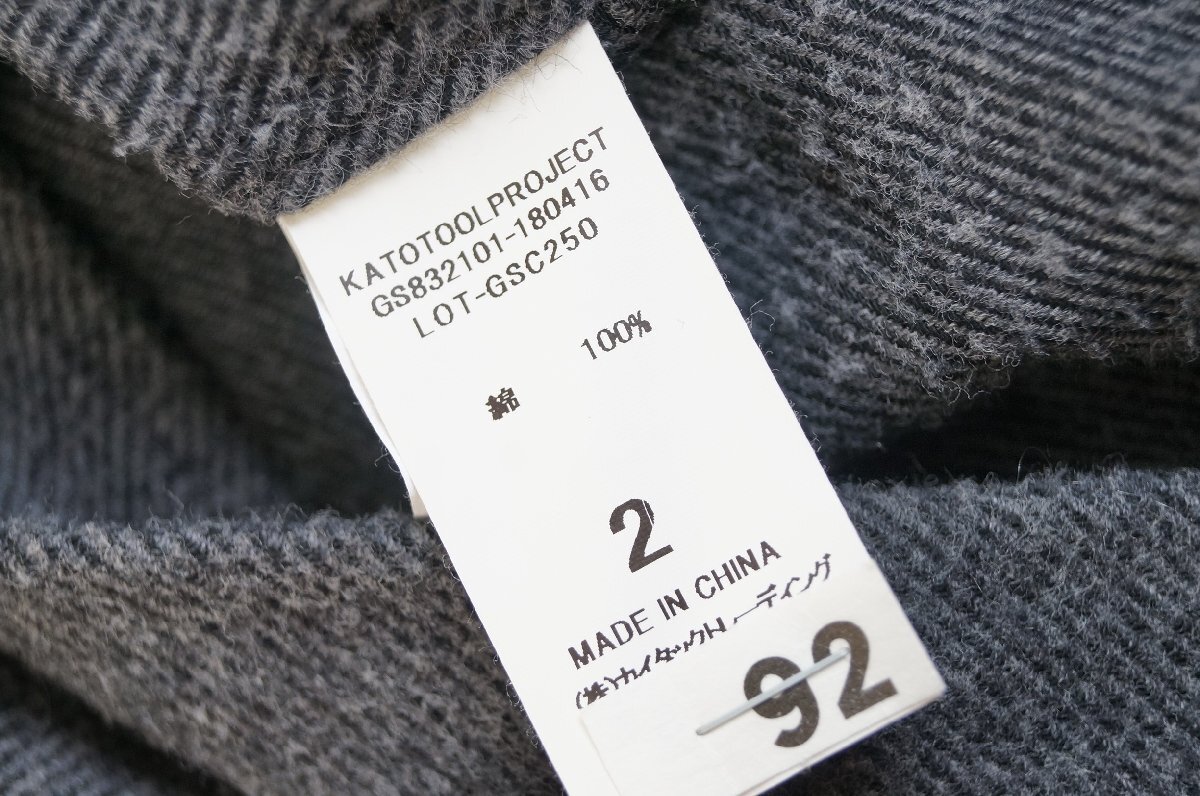 KATOTOOLPROJECT
GS832101-180416
LOT-GSC250
綿 100%
2
MADE IN CHINA
(株)カイタックトレーディング
92